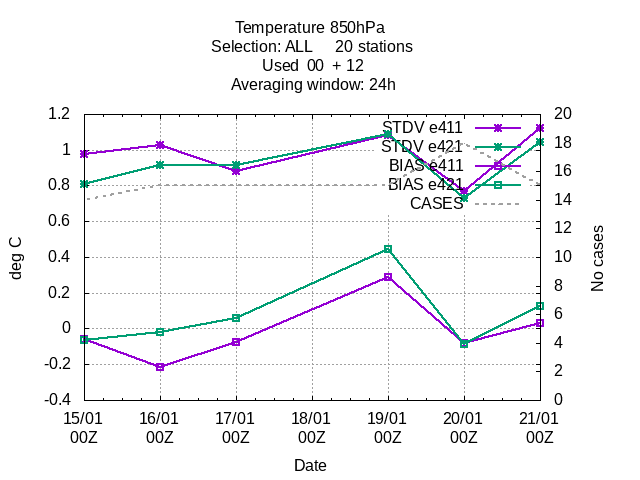 Temperature 850hPa
Selection: ALL 20 stations
Used 00 + 12
Averaging window: 24h
1.2
1
0.8
0.6
0.4
0.2
0
-0.2
-0.4
deg C
20
18
16
14
12
10
8
6
4
2
0
No cases
STDV e411
STDV e421
BIAS e411
BIAS e421
CASES
15/01 16/01 17/01 18/01 19/01 20/01 21/01
00Z 00Z 00Z 00Z 00Z 00Z 00Z
Date